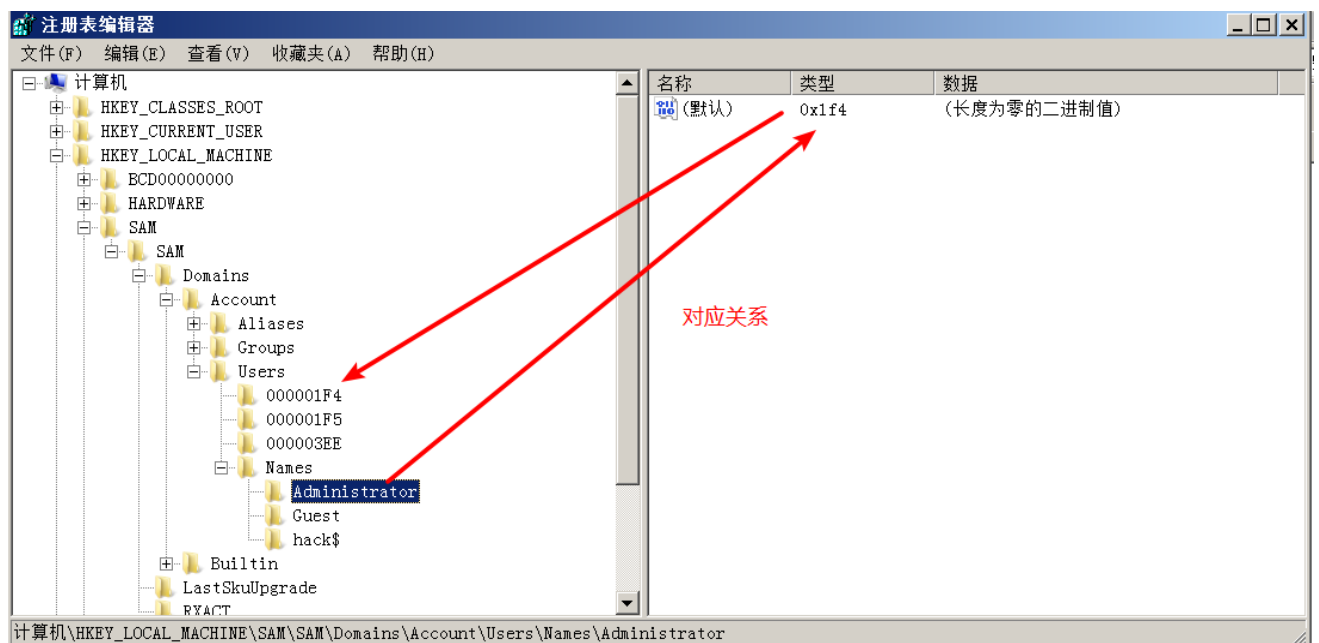 注册表编辑器
文件(F) 编辑(E) 查看(V) 收藏夹(A) 帮助(H)
计算机
HKEY_CLASSES_ROOT
HKEY_CURRENT_USER
HKEY_LOCAL_MACHINE
BCD00000000
HARDWARE
SAM
SAM
Domains
Account
Aliases
Groups
Users
000001F4
000001F5
000003EE
Names
Administrator
Guest
hack$
Builtin
LastSkuUpgrade
RXACT
名称 类型 数据
(默认) 0x1f4 (长度为零的二进制值)
对应关系
计算机\HKEY_LOCAL_MACHINE\SAM\SAM\Domains\Account\Users\Names\Administrator